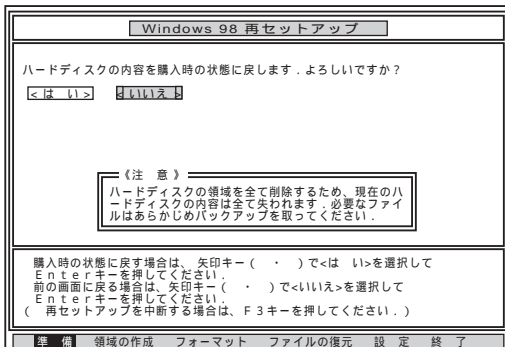 Windows 98 再セットアップ
ハードディスクの内容を購入時の状態に戻します．よろしいですか？
<は い> <いいえ>
《注 意》
ハードディスクの領域を全て削除するため、現在のハ
ードディスクの内容は全て失われます．必要なファイ
ルはあらかじめバックアップを取ってください．
購入時の状態に戻す場合は、矢印キー（ ・ ）で<は い>を選択して
Ｅｎｔｅｒキーを押してください．
前の画面に戻る場合は、矢印キー（ ・ ）で<いいえ>を選択して
Ｅｎｔｅｒキーを押してください．
（ 再セットアップを中断する場合は、Ｆ３キーを押してください．）
準 備 領域の作成 フォーマット ファイルの復元 設 定 終 了